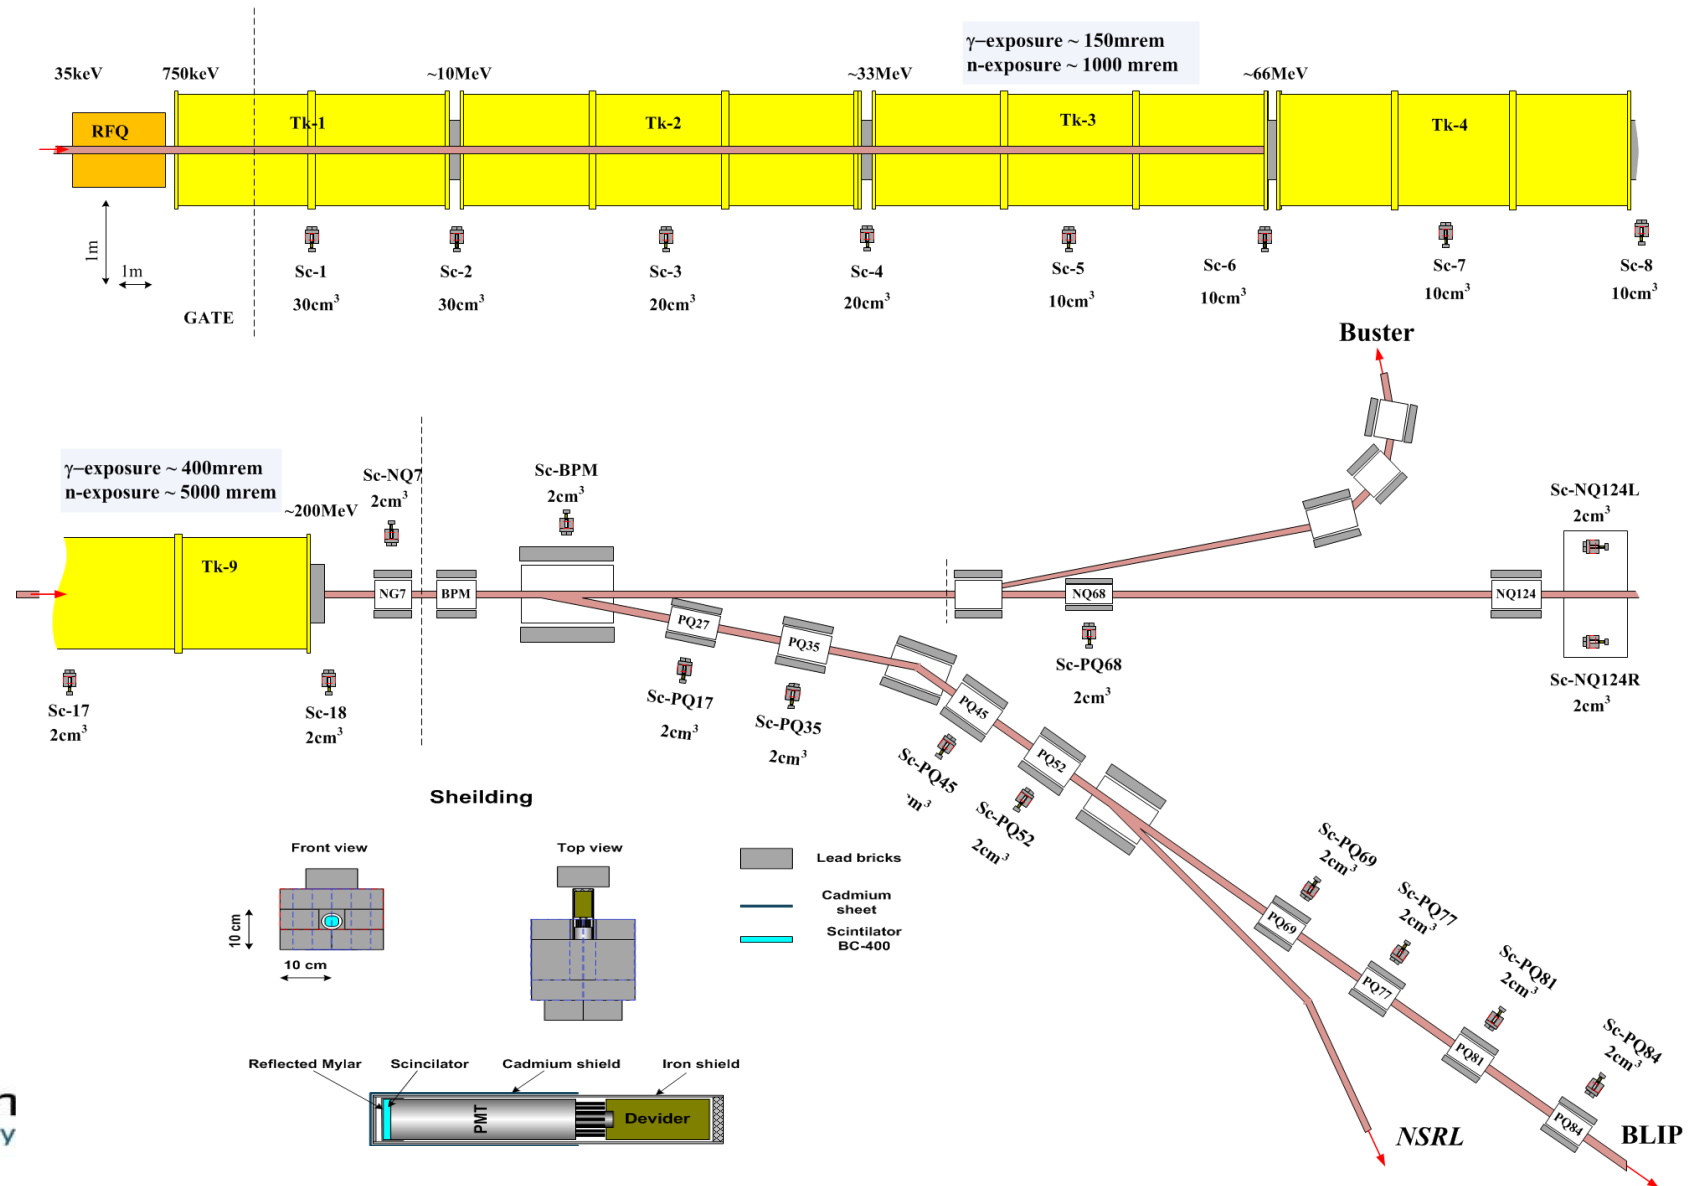 γ–exposure ~ 150mrem
n-exposure ~ 1000 mrem
35keV
750keV
~10MeV
~33MeV
~66MeV
RFQ
Tk-1
Tk-2
Tk-3
Tk-4
1m
1m
GATE
Sc-1
30cm³
Sc-2
30cm³
Sc-3
20cm³
Sc-4
20cm³
Sc-5
10cm³
Sc-6
10cm³
Sc-7
10cm³
Sc-8
10cm³
Buster
γ–exposure ~ 400mrem
n-exposure ~ 5000 mrem
~200MeV
Sc-NQ7
2cm³
Sc-BPM
2cm³
Sc-NQ124L
2cm³
Tk-9
NG7
BPM
NQ68
NQ124
PQ27
PQ35
Sc-PQ68
2cm³
Sc-NQ124R
2cm³
Sc-17
2cm³
Sc-18
2cm³
Sc-PQ17
2cm³
Sc-PQ35
2cm³
PQ45
PQ52
Sc-PQ45
Sc-PQ52
2cm³
Sc-PQ69
2cm³
Sc-PQ77
2cm³
Sc-PQ81
2cm³
Sc-PQ84
2cm³
PQ69
PQ77
PQ81
PQ84
NSRL
BLIP
Sheilding
Front view
Top view
10 cm
10 cm
Lead bricks
Cadmium
sheet
Scintilator
BC-400
Reflected Mylar
Scincilator
Cadmium shield
Iron shield
PMT
Devider